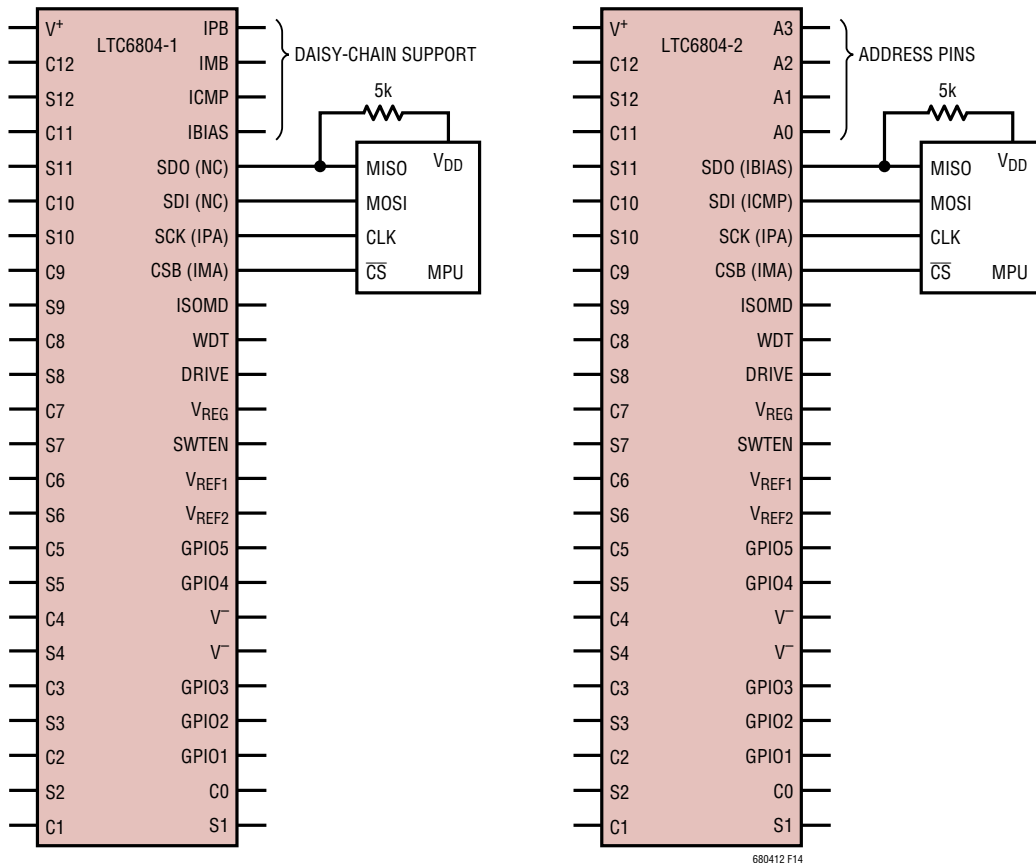 LTC6804-1
V+
C12
S12
C11
S11
C10
S10
C9
S9
C8
S8
C7
S7
C6
S6
C5
S5
C4
S4
C3
S3
C2
S2
C1
IPB
IMB
ICMP
IBIAS
SDO (NC)
SDI (NC)
SCK (IPA)
CSB (IMA)
ISOMD
WDT
DRIVE
VREG
SWTEN
VREF1
VREF2
GPIO5
GPIO4
V–
V–
GPIO3
GPIO2
GPIO1
C0
S1
DAISY-CHAIN SUPPORT
5k
VDD
MISO
MOSI
CLK
CS
MPU
LTC6804-2
V+
C12
S12
C11
S11
C10
S10
C9
S9
C8
S8
C7
S7
C6
S6
C5
S5
C4
S4
C3
S3
C2
S2
C1
A3
A2
A1
A0
SDO (IBIAS)
SDI (ICMP)
SCK (IPA)
CSB (IMA)
ISOMD
WDT
DRIVE
VREG
SWTEN
VREF1
VREF2
GPIO5
GPIO4
V–
V–
GPIO3
GPIO2
GPIO1
C0
S1
ADDRESS PINS
5k
VDD
MISO
MOSI
CLK
CS
MPU
680412 F14